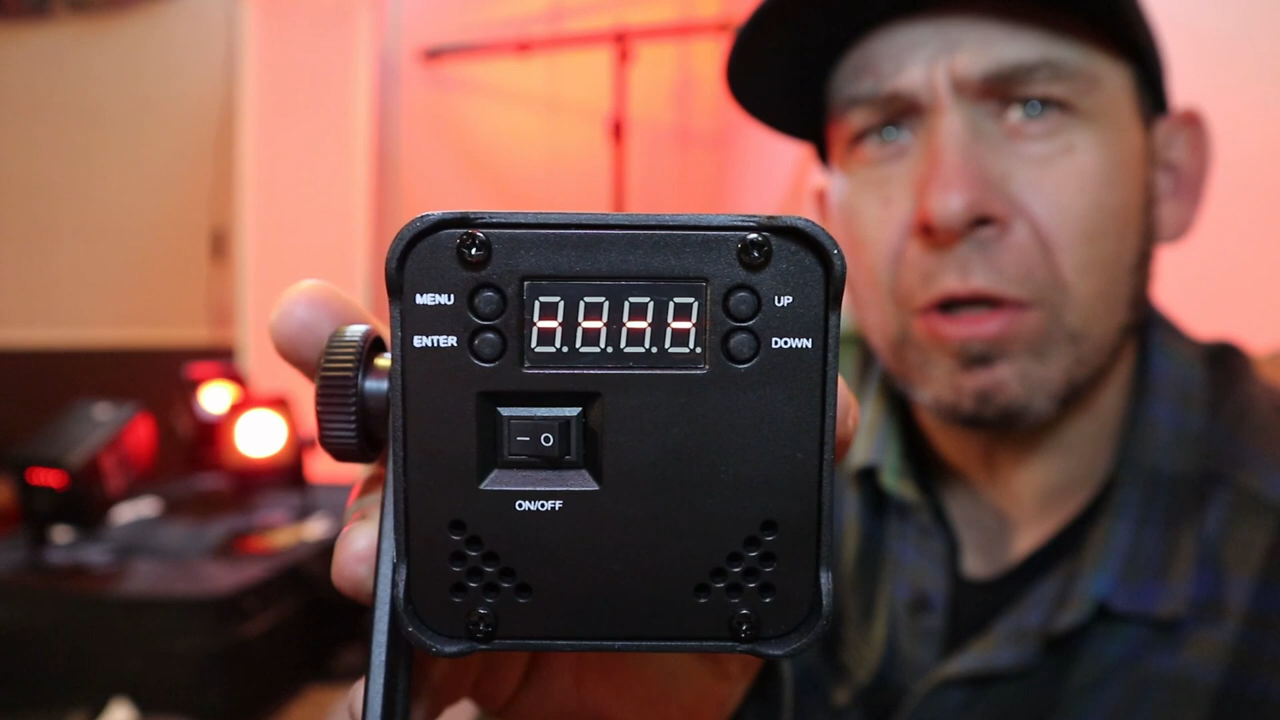 MENU
UP
ENTER
DOWN
----
— O
ON/OFF